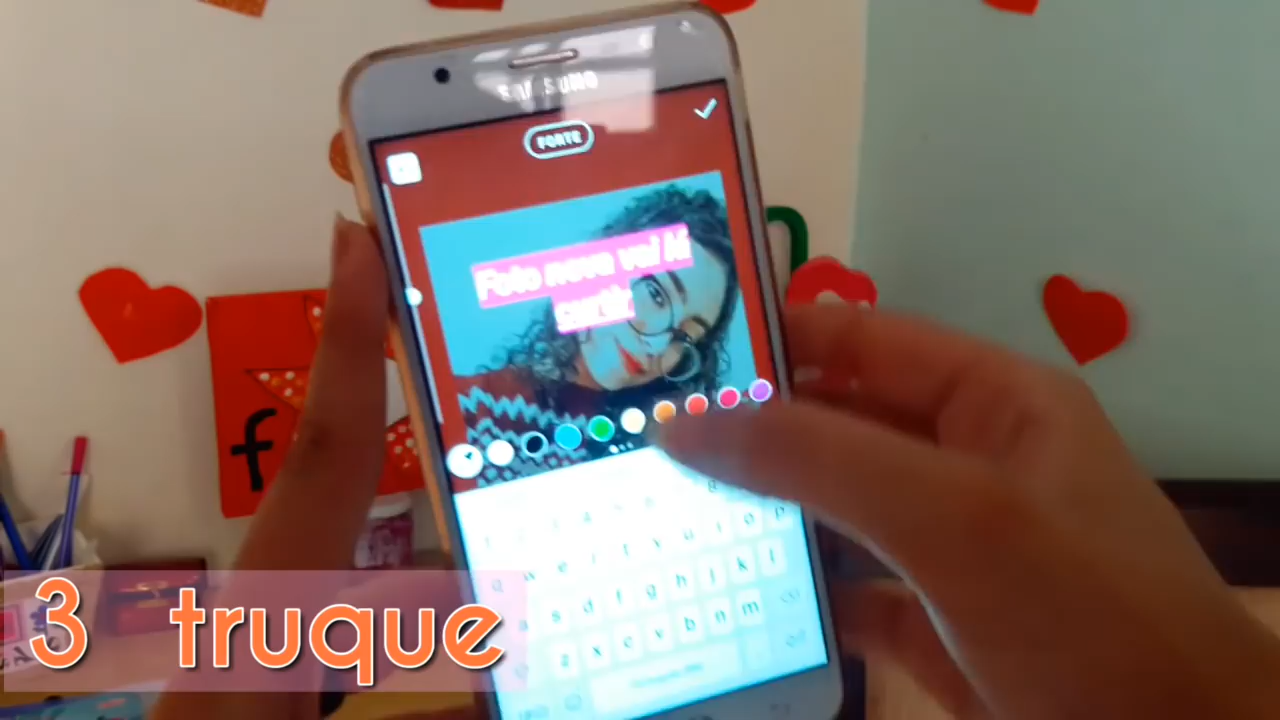 SAMSUNG
FORTE
Foto nova vai lá
curtir
f
w e r t y u i o p
s d f g h j k l
z x c v b n m
3 truque